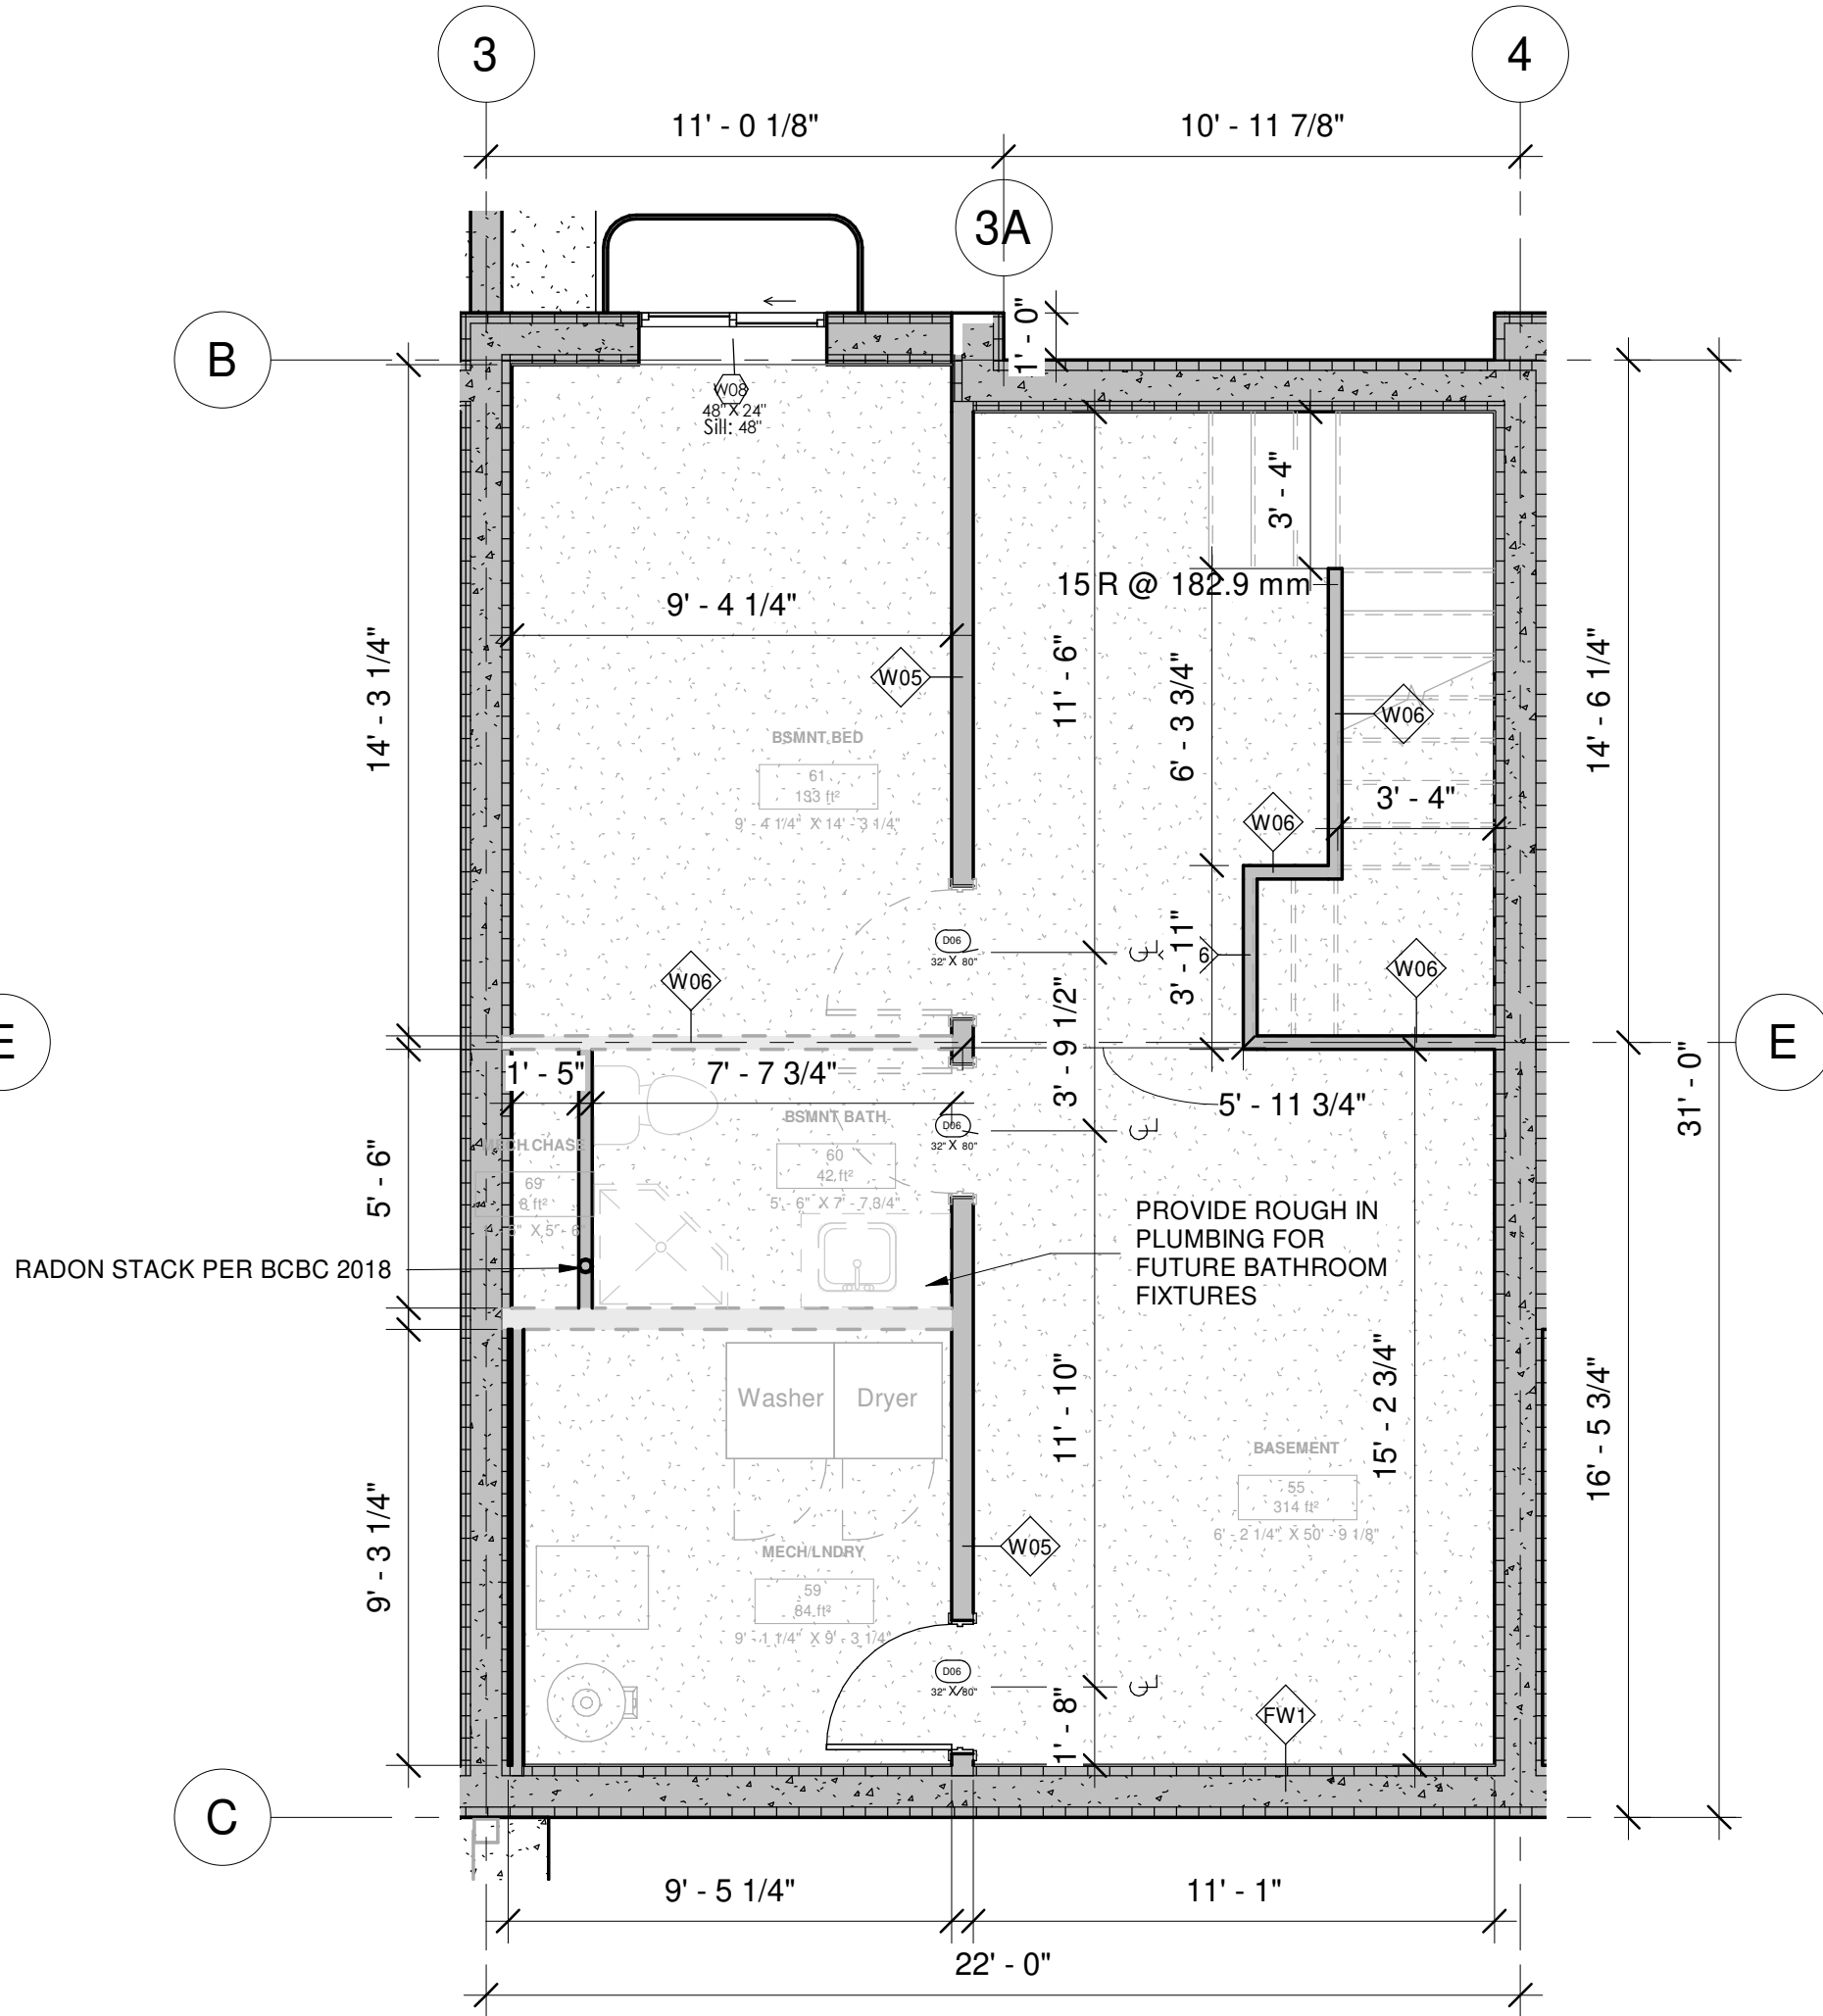 3
4
11' - 0 1/8"
10' - 11 7/8"
3A
1' - 0"
B
W08
48" X 24"
Sill: 48"
3' - 4"
15 R @ 182.9 mm
9' - 4 1/4"
14' - 3 1/4"
11' - 6"
6' - 3 3/4"
14' - 6 1/4"
W05
W06
BSMNT BED
61
133 ft²
9' - 4 1/4" X 14' - 3 1/4"
3' - 4"
W06
3' - 11"
6
D06
32" X 80"
W06
W06
E
E
3' - 9 1/2"
31' - 0"
1' - 5"
7' - 7 3/4"
5' - 11 3/4"
BSMNT BATH
D06
32" X 80"
60
42 ft²
5' - 6" X 7' - 7 3/4"
MECH CHASE
69
8 ft²
5" X 5' - 6"
5' - 6"
RADON STACK PER BCBC 2018
PROVIDE ROUGH IN
PLUMBING FOR
FUTURE BATHROOM
FIXTURES
Washer
Dryer
11' - 10"
15' - 2 3/4"
16' - 5 3/4"
BASEMENT
55
314 ft²
6' - 2 1/4" X 50' - 9 1/8"
9' - 3 1/4"
W05
MECH/LNDRY
59
84 ft²
9' - 1 1/4" X 9' - 3 1/4"
D06
32" X 80"
1' - 8"
FW1
C
9' - 5 1/4"
11' - 1"
22' - 0"